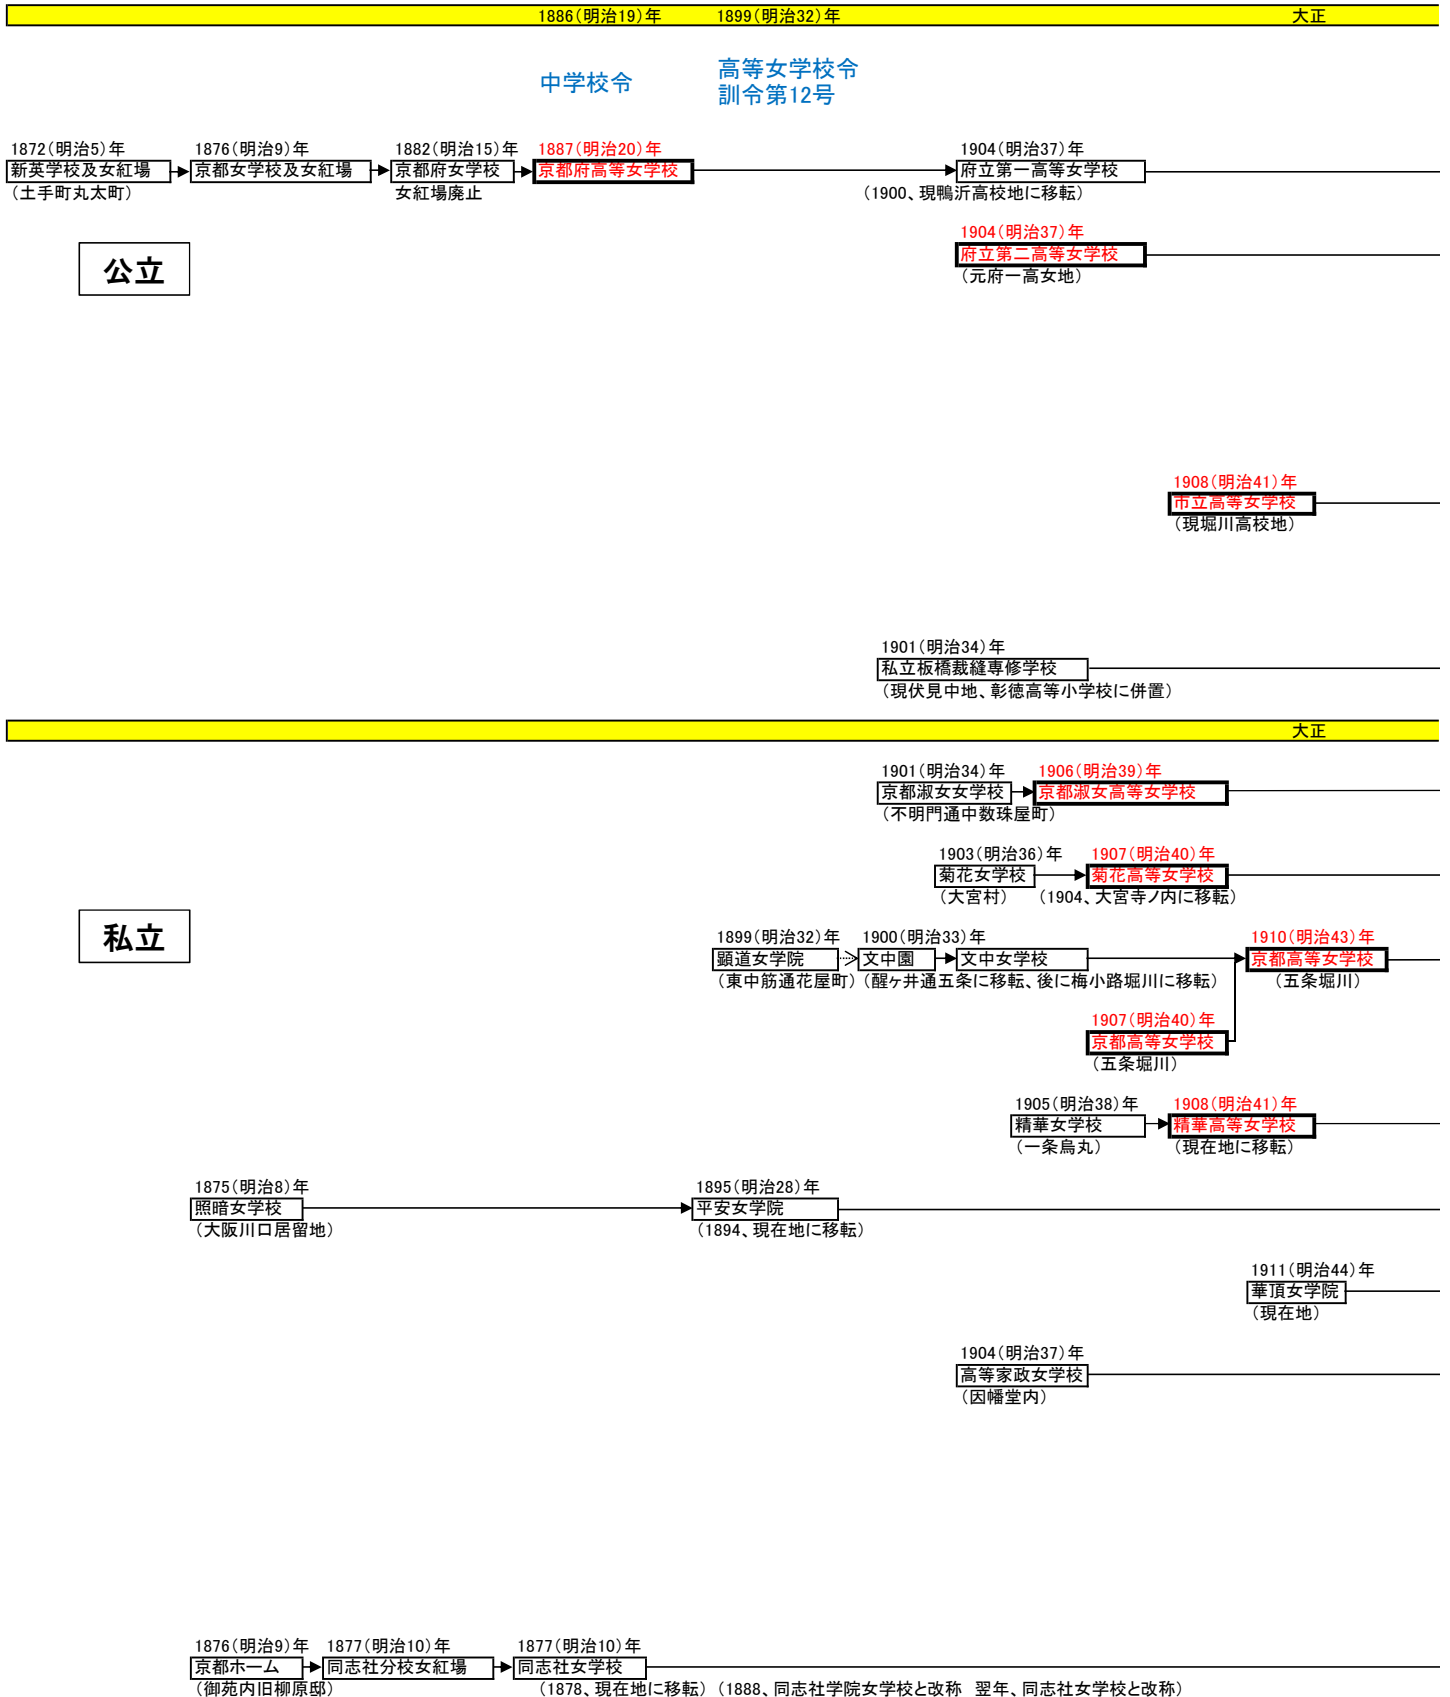 1886(明治19)年
1899(明治32)年
大正
中学校令
高等女学校令
訓令第12号
1872(明治5)年
1876(明治9)年
1882(明治15)年
1887(明治20)年
1904(明治37)年
新英学校及女紅場
京都女学校及女紅場
京都府女学校
京都府高等女学校
府立第一高等女学校
(土手町丸太町)
女紅場廃止
(1900、現鴨沂高校地に移転)
1904(明治37)年
府立第二高等女学校
(元府一高女地)
公立
1908(明治41)年
市立高等女学校
(現堀川高校地)
1901(明治34)年
私立板橋裁縫専修学校
(現伏見中地、彰徳高等小学校に併置)
大正
1901(明治34)年
1906(明治39)年
京都淑女女学校
京都淑女高等女学校
(不明門通中数珠屋町)
1903(明治36)年
1907(明治40)年
菊花女学校
菊花高等女学校
(大宮村)
(1904、大宮寺ノ内に移転)
私立
1899(明治32)年
1900(明治33)年
1910(明治43)年
顕道女学院
文中園
文中女学校
京都高等女学校
(東中筋通花屋町)
(醒ヶ井通五条に移転、後に梅小路堀川に移転)
(五条堀川)
1907(明治40)年
京都高等女学校
(五条堀川)
1905(明治38)年
1908(明治41)年
精華女学校
精華高等女学校
(一条烏丸)
(現在地に移転)
1875(明治8)年
1895(明治28)年
照暗女学校
平安女学院
(大阪川口居留地)
(1894、現在地に移転)
1911(明治44)年
華頂女学院
(現在地)
1904(明治37)年
高等家政女学校
(因幡堂内)
1876(明治9)年
1877(明治10)年
1877(明治10)年
京都ホーム
同志社分校女紅場
同志社女学校
(御苑内旧柳原邸)
(1878、現在地に移転)
(1888、同志社学院女学校と改称 翌年、同志社女学校と改称)